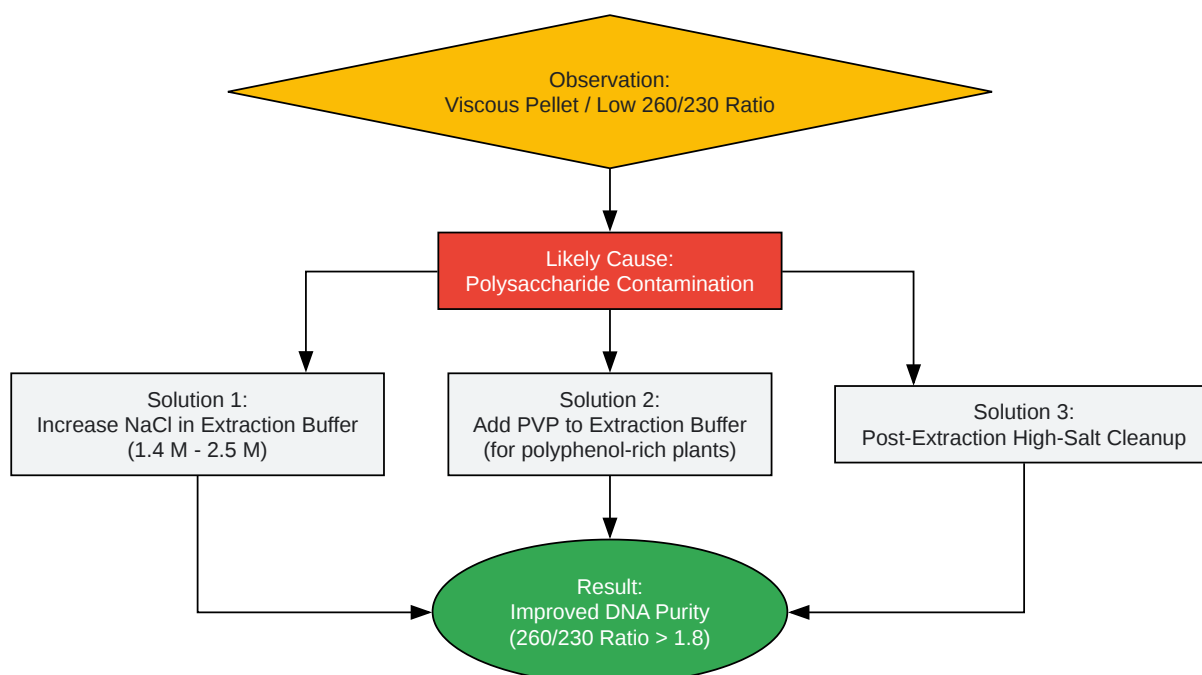 Observation:
Viscous Pellet / Low 260/230 Ratio
Likely Cause:
Polysaccharide Contamination
Solution 1:
Increase NaCl in Extraction Buffer
(1.4 M - 2.5 M)
Solution 2:
Add PVP to Extraction Buffer
(for polyphenol-rich plants)
Solution 3:
Post-Extraction High-Salt Cleanup
Result:
Improved DNA Purity
(260/230 Ratio > 1.8)